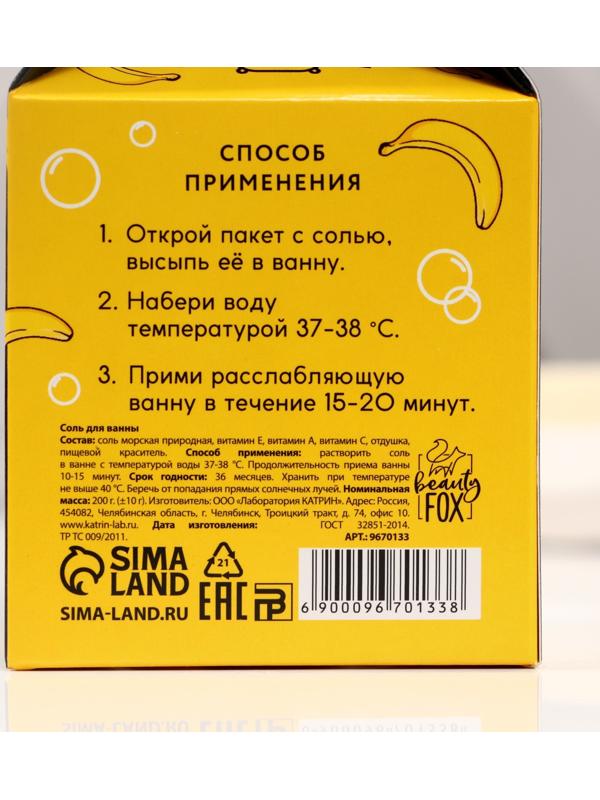 СПОСОБ
ПРИМЕНЕНИЯ
1. Открой пакет с солью,
высыпь её в ванну.
2. Набери воду
температурой 37-38 °C.
3. Прими расслабляющую
ванну в течение 15-20 минут.
Соль для ванны
Состав: соль морская природная, витамин Е, витамин А, витамин С, отдушка,
пищевой краситель. Способ применения: растворить соль
в ванне с температурой воды 37-38 °С. Продолжительность приема ванны
10-15 минут. Срок годности: 36 месяцев. Хранить при температуре
не выше 40 °С. Беречь от попадания прямых солнечных лучей. Номинальная
масса: 200 г. (±10 г). Изготовитель: ООО «Лаборатория КАТРИН». Адрес: Россия,
454082, Челябинская область, г. Челябинск, Троицкий тракт, д. 74, офис 10.
www.katrin-lab.ru. Дата изготовления: ГОСТ 32851-2014.
ТР ТС 009/2011. АРТ.: 9670133
beauty
FOX
SIMA
LAND
SIMA-LAND.RU
21
EAC
6 900096 701338